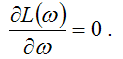 ∂L(ω)/∂ω = 0 .